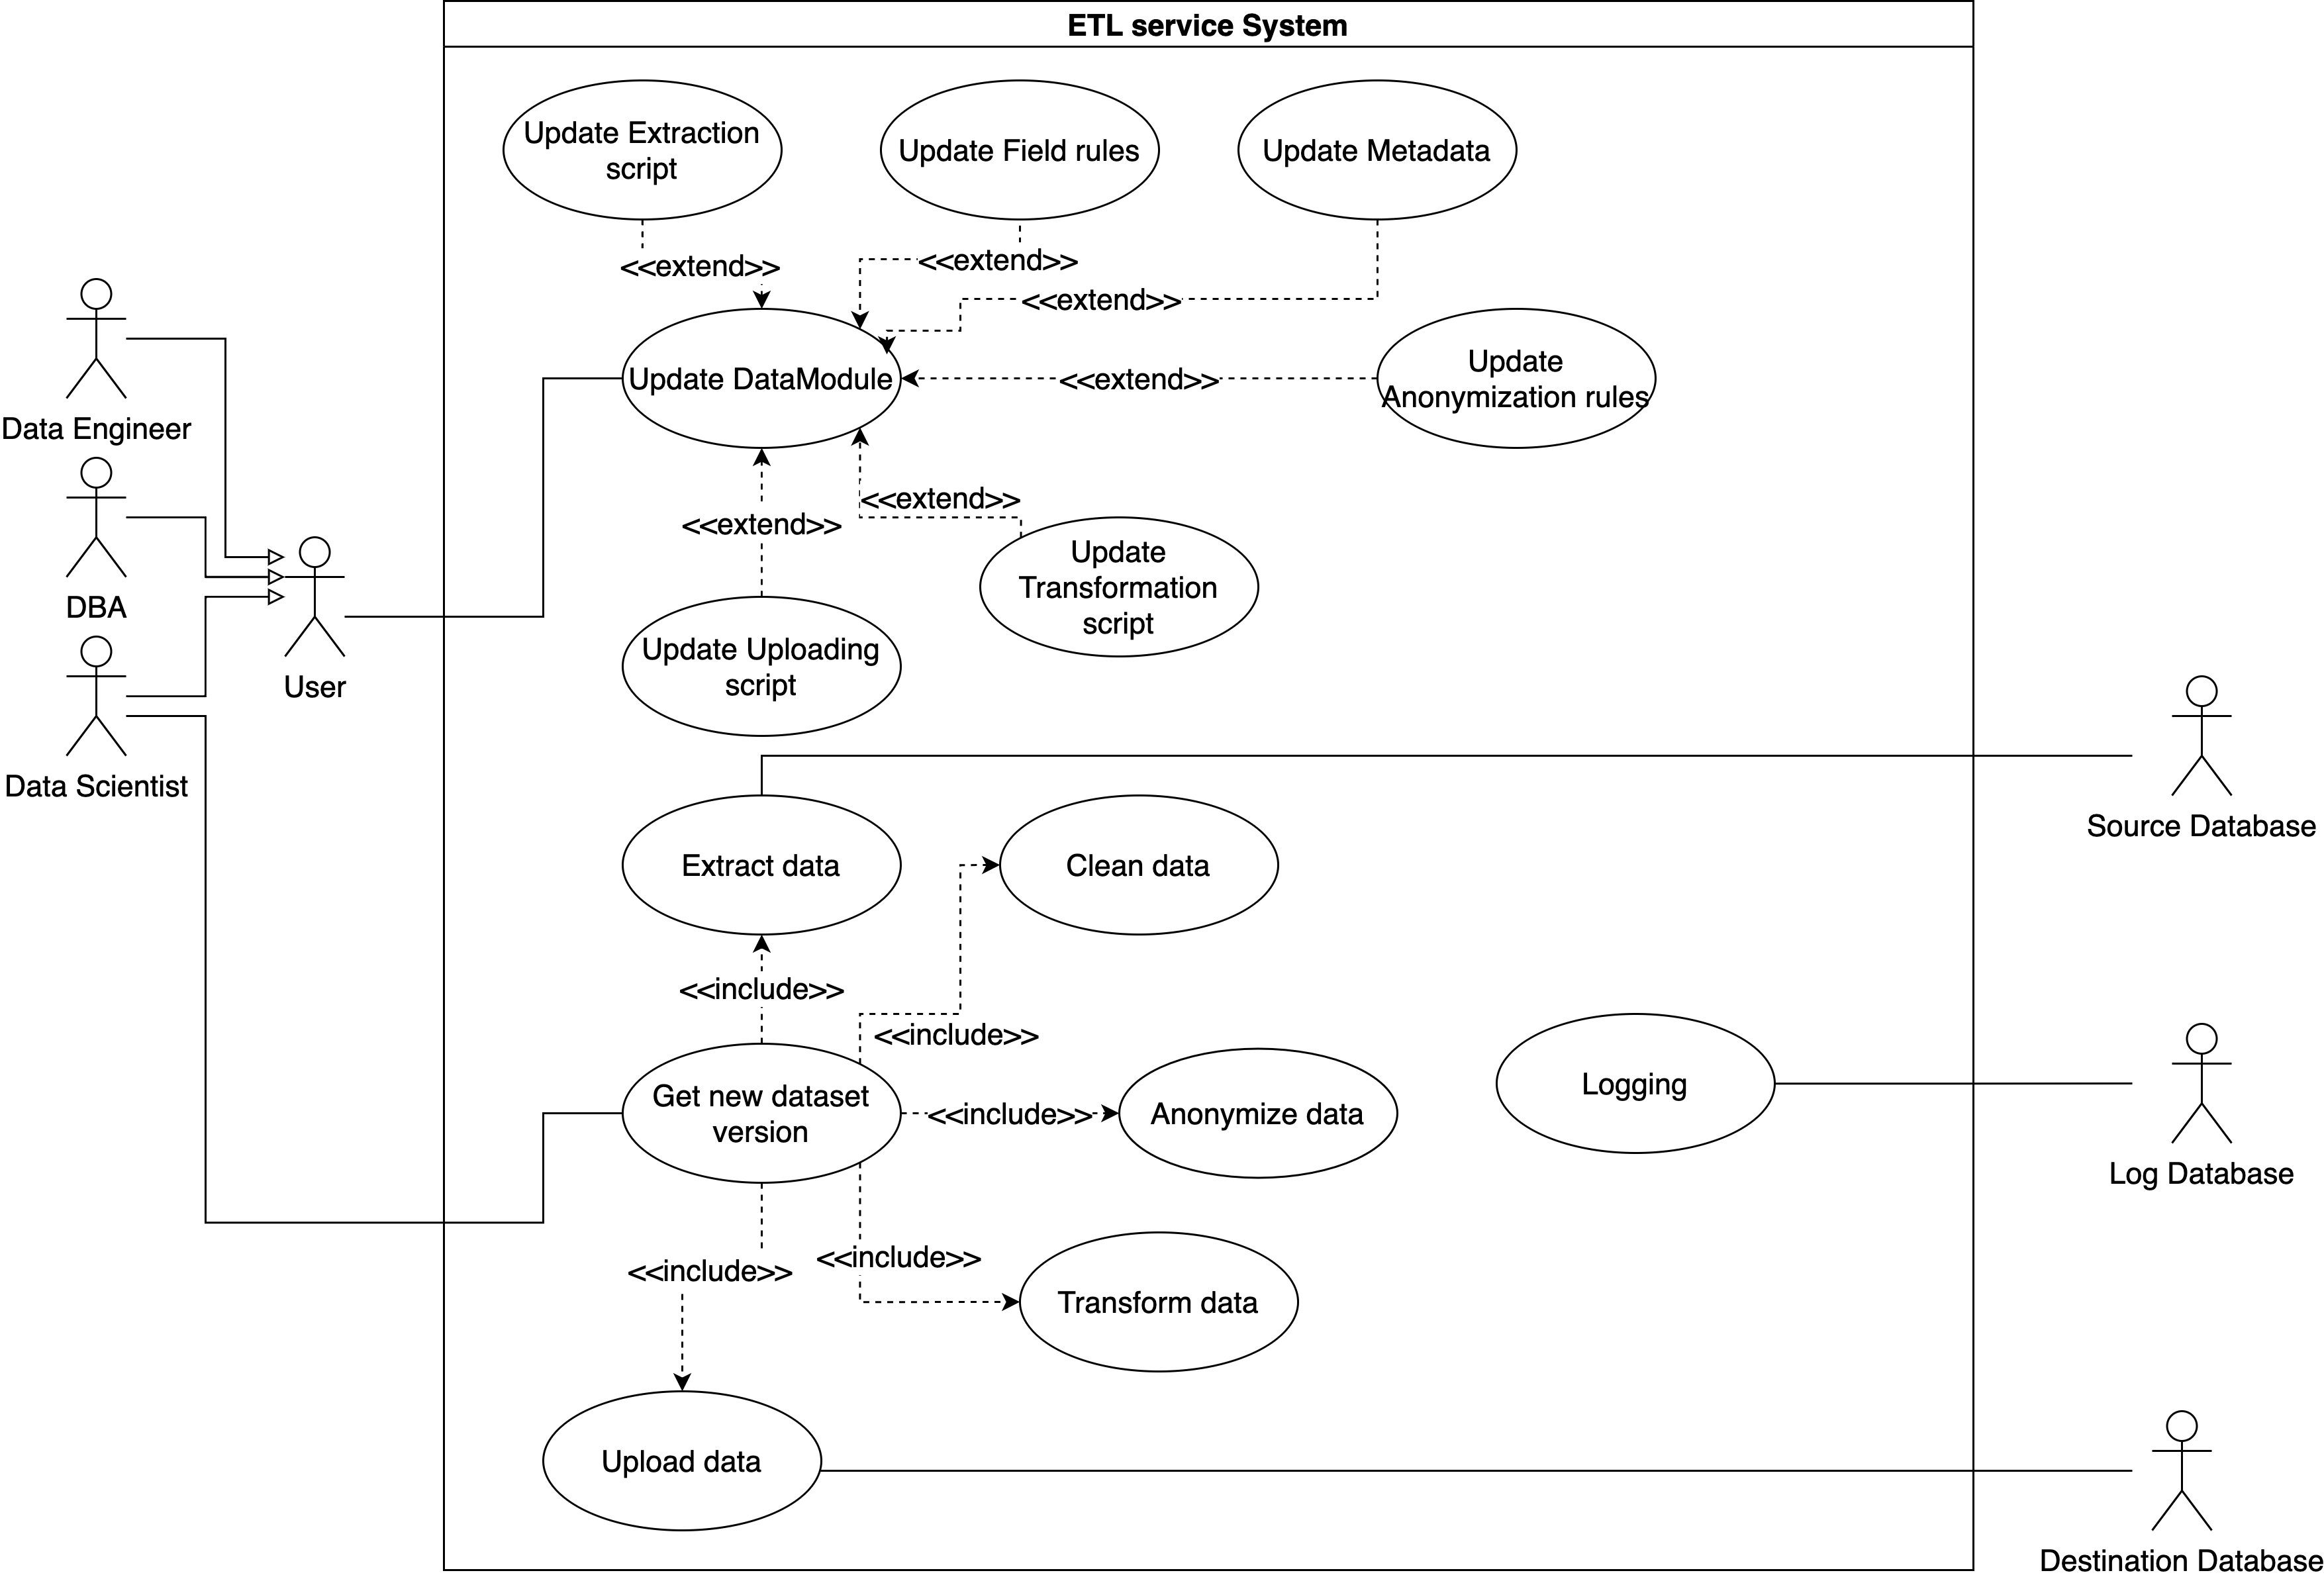 ETL service System
Update Extraction
script
Update Field rules
Update Metadata
<<extend>>
<<extend>>
<<extend>>
Data Engineer
Update DataModule
<<extend>>
Update
Anonymization rules
DBA
<<extend>>
<<extend>>
Update
Transformation
script
User
Update Uploading
script
Data Scientist
Source Database
Extract data
Clean data
<<include>>
<<include>>
Get new dataset
version
<<include>>
Anonymize data
Logging
Log Database
<<include>>
<<include>>
Transform data
Upload data
Destination Database